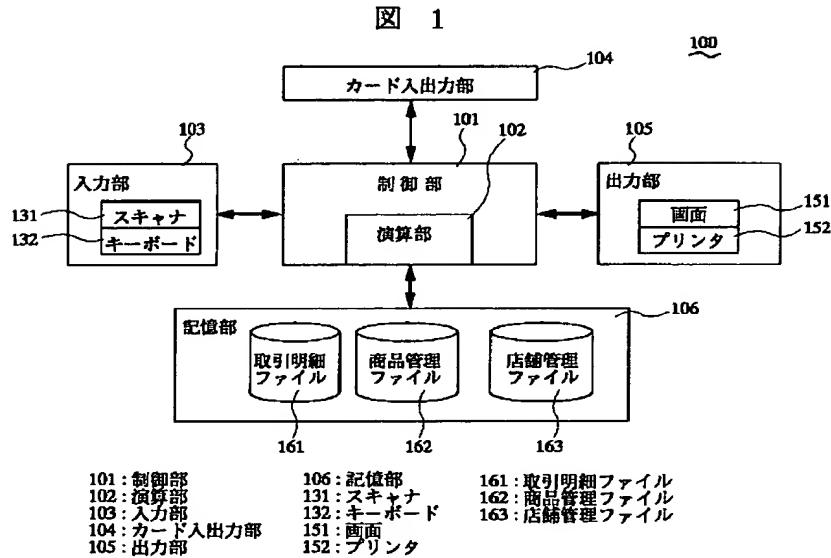 図 1
100
104
カード入出力部
103
101
102
105
入力部
制御部
出力部
131
スキャナ
画面
151
132
キーボード
演算部
プリンタ
152
記憶部
106
取引明細
ファイル
商品管理
ファイル
店舗管理
ファイル
161
162
163
101:制御部
102:演算部
103:入力部
104:カード入出力部
105:出力部
106:記憶部
131:スキャナ
132:キーボード
151:画面
152:プリンタ
161:取引明細ファイル
162:商品管理ファイル
163:店舗管理ファイル